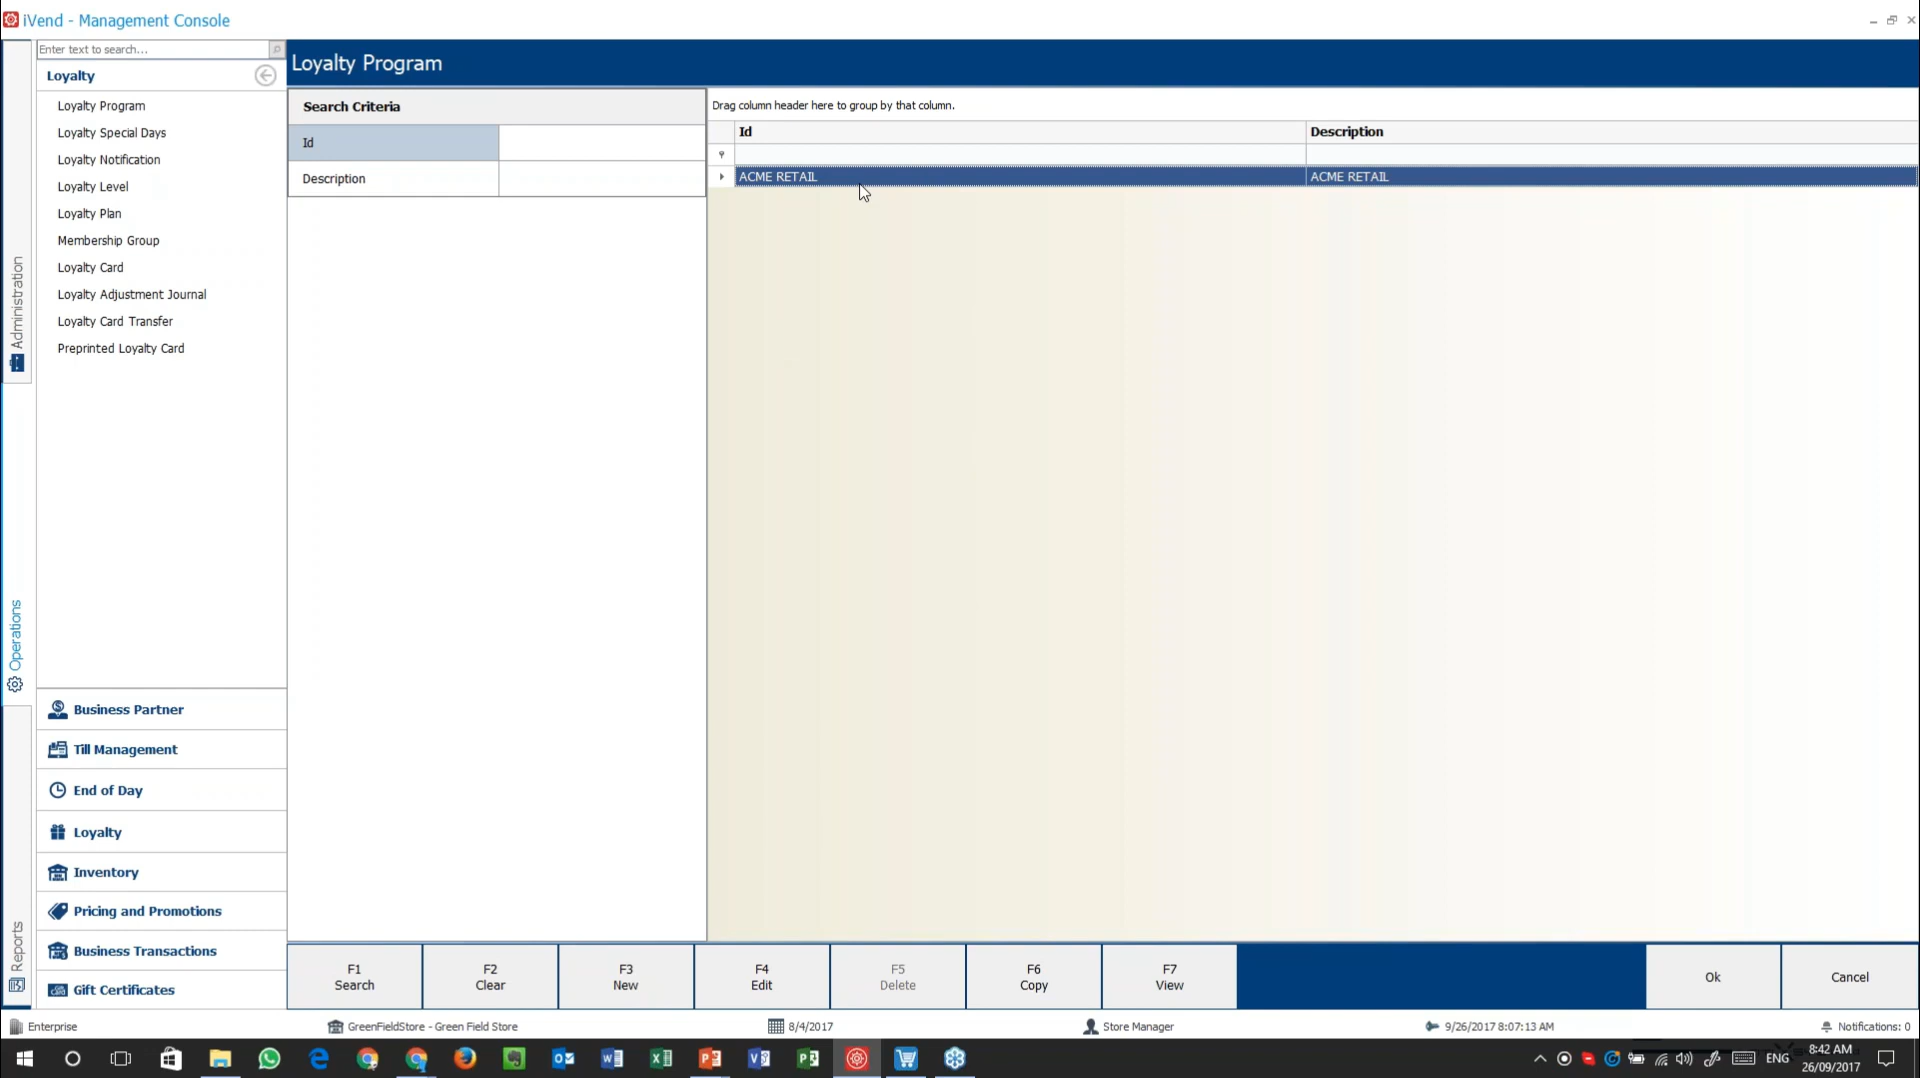 iVend - Management Console
Enter text to search...
Loyalty
Loyalty Program
Loyalty Special Days
Loyalty Notification
Loyalty Level
Loyalty Plan
Membership Group
Loyalty Card
Loyalty Adjustment Journal
Loyalty Card Transfer
Preprinted Loyalty Card
Administration
Operations
Reports
Business Partner
Till Management
End of Day
Loyalty
Inventory
Pricing and Promotions
Business Transactions
Gift Certificates
Loyalty Program
Search Criteria
Id
Description
Drag column header here to group by that column.
Id Description
ACME RETAIL ACME RETAIL
F1 Search
F2 Clear
F3 New
F4 Edit
F5 Delete
F6 Copy
F7 View
Ok
Cancel
Enterprise
GreenFieldStore - Green Field Store
8/4/2017
Store Manager
9/26/2017 8:07:13 AM
Notifications: 0
ENG
8:42 AM
26/09/2017